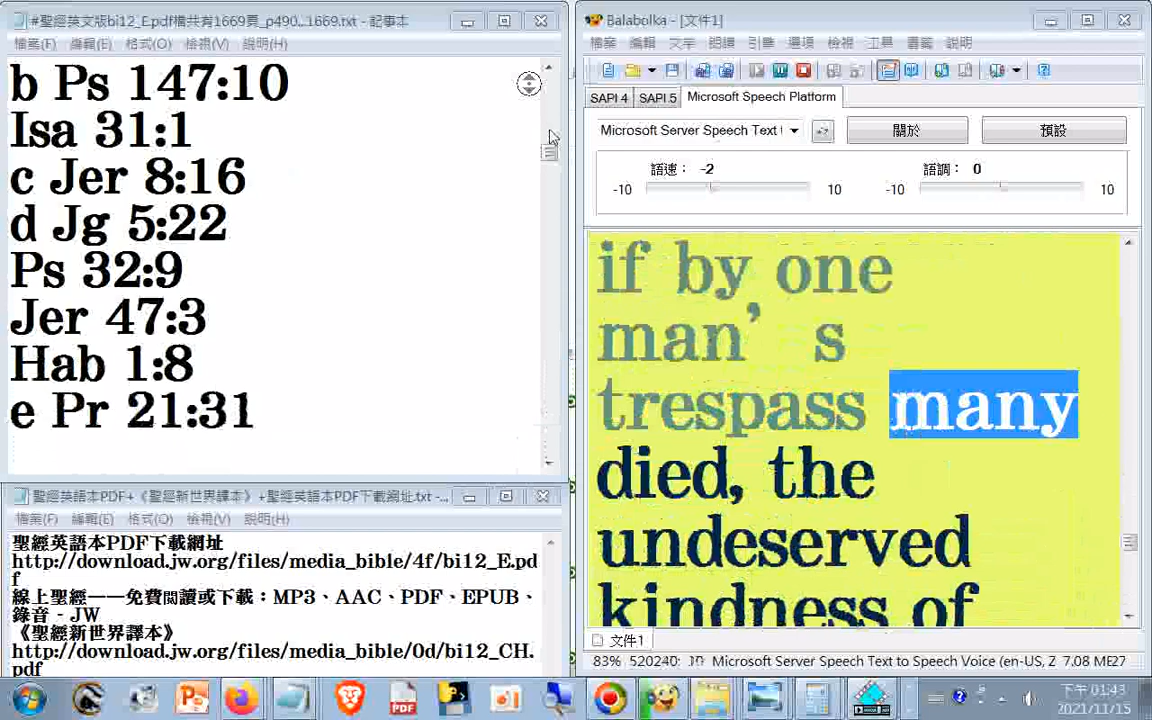 #聖經英文版bi12_E.pdf檔共有1669頁_p490...1669.txt - 記事本
檔案(F) 編輯(E) 格式(O) 檢視(V) 說明(H)
b Ps 147:10
Isa 31:1
c Jer 8:16
d Jg 5:22
Ps 32:9
Jer 47:3
Hab 1:8
e Pr 21:31
聖經英語本PDF+《聖經新世界譯本》+聖經英語本PDF下載網址.txt -...
檔案(F) 編輯(E) 格式(O) 檢視(V) 說明(H)
聖經英語本PDF下載網址
http://download.jw.org/files/media_bible/4f/bi12_E.pd
f
線上聖經──免費閱讀或下載：MP3、AAC、PDF、EPUB、
錄音 - JW
《聖經新世界譯本》
http://download.jw.org/files/media_bible/0d/bi12_CH.
pdf
Balabolka - [文件1]
檔案 編輯 文字 朗讀 引擎 選項 檢視 工具 書籤 說明
SAPI 4 SAPI 5 Microsoft Speech Platform
Microsoft Server Speech Text 關於 預設
語速： -2 語調： 0
-10 10 -10 10
if by one
man’s
trespass many
died, the
undeserved
kindness of
文件1
83% 520240: Microsoft Server Speech Text to Speech Voice (en-US, Z 7.08 ME27
下午 01:43
2021/11/15